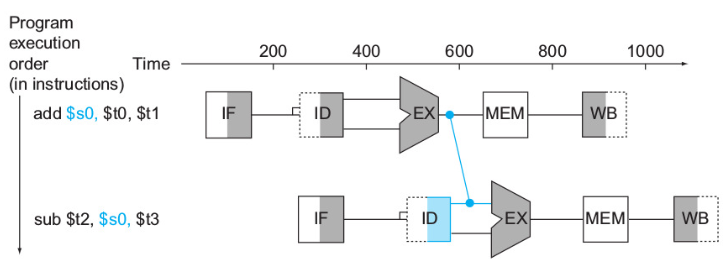 Program
execution
order
(in instructions)
Time
200 400 600 800 1000
add $s0, $t0, $t1
IF ID EX MEM WB
sub $t2, $s0, $t3
IF ID EX MEM WB